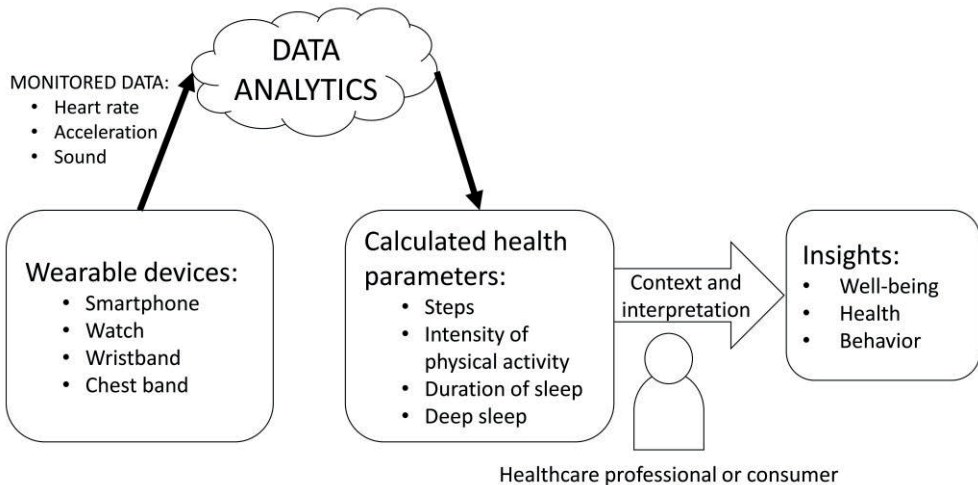 DATA
ANALYTICS
MONITORED DATA:
• Heart rate
• Acceleration
• Sound
Wearable devices:
• Smartphone
• Watch
• Wristband
• Chest band
Calculated health
parameters:
• Steps
• Intensity of
physical activity
• Duration of sleep
• Deep sleep
Context and
interpretation
Insights:
• Well-being
• Health
• Behavior
Healthcare professional or consumer